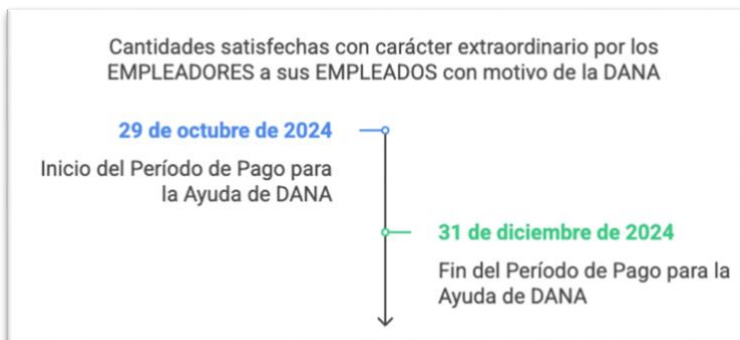 Cantidades satisfechas con carácter extraordinario por los
EMPLEADORES a sus EMPLEADOS con motivo de la DANA
29 de octubre de 2024
Inicio del Período de Pago para
la Ayuda de DANA
31 de diciembre de 2024
Fin del Período de Pago para la
Ayuda de DANA